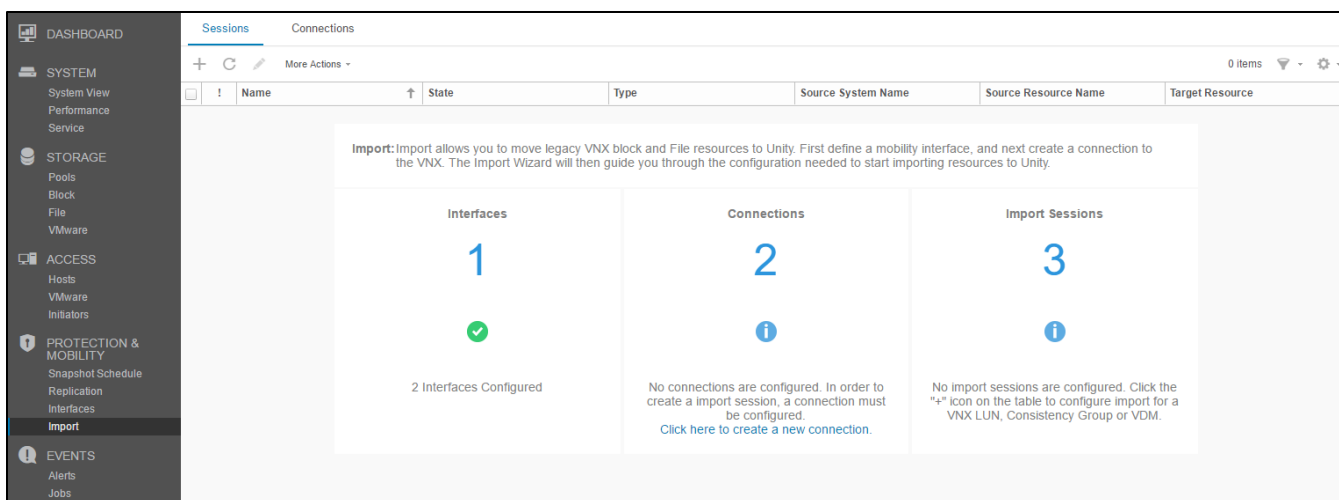 DASHBOARD
SYSTEM
System View
Performance
Service
STORAGE
Pools
Block
File
VMware
ACCESS
Hosts
VMware
Initiators
PROTECTION &
MOBILITY
Snapshot Schedule
Replication
Interfaces
Import
EVENTS
Alerts
Jobs
Sessions Connections
More Actions 0 items
! Name State Type Source System Name Source Resource Name Target Resource
Import: Import allows you to move legacy VNX block and File resources to Unity. First define a mobility interface, and next create a connection to
the VNX. The Import Wizard will then guide you through the configuration needed to start importing resources to Unity.
Interfaces
1
2 Interfaces Configured
Connections
2
No connections are configured. In order to
create a import session, a connection must
be configured.
Click here to create a new connection.
Import Sessions
3
No import sessions are configured. Click the
"+" icon on the table to configure import for a
VNX LUN, Consistency Group or VDM.